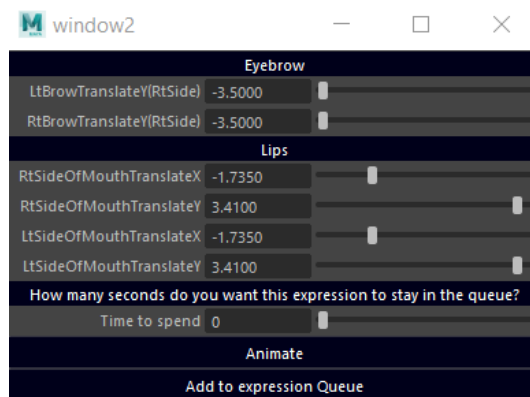 window2
Eyebrow
LtBrowTranslateY(RtSide) -3.5000
RtBrowTranslateY(RtSide) -3.5000
Lips
RtSideOfMouthTranslateX -1.7350
RtSideOfMouthTranslateY 3.4100
LtSideOfMouthTranslateX -1.7350
LtSideOfMouthTranslateY 3.4100
How many seconds do you want this expression to stay in the queue?
Time to spend 0
Animate
Add to expression Queue